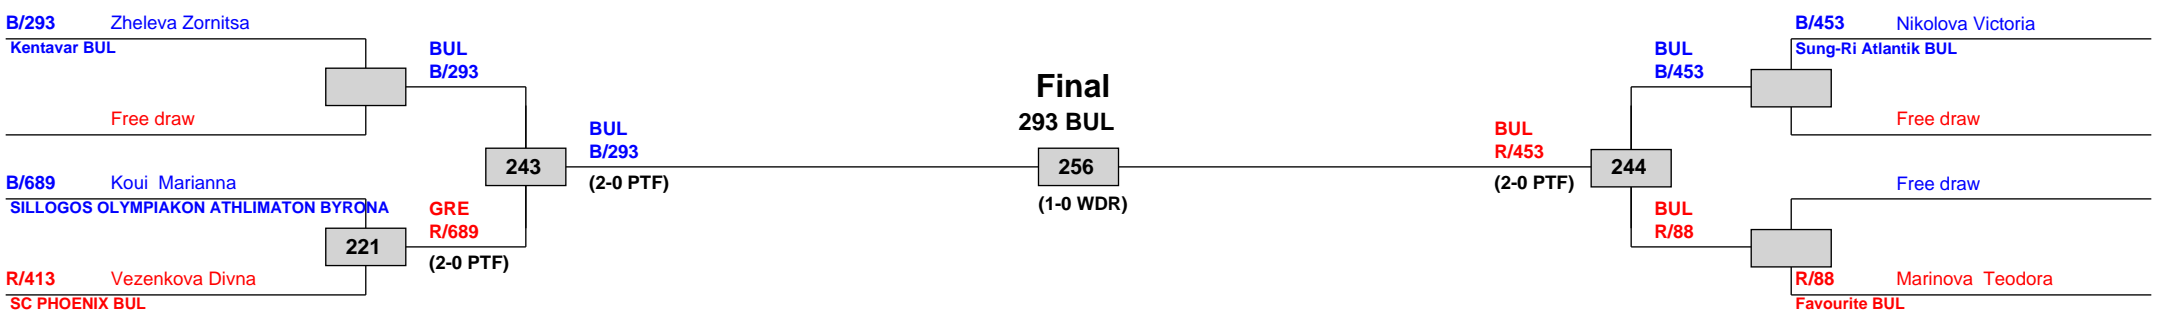 B/293 Zheleva Zornitsa
Kentavar BUL
Free draw
BUL
B/293
B/689 Koui Marianna
SILLOGOS OLYMPIAKON ATHLIMATON BYRONA
221
R/413 Vezenkova Divna
SC PHOENIX BUL
GRE
R/689
(2-0 PTF)
243
BUL
B/293
(2-0 PTF)
Final
293 BUL
256
(1-0 WDR)
BUL
R/453
(2-0 PTF)
244
BUL
B/453
BUL
R/88
B/453 Nikolova Victoria
Sung-Ri Atlantik BUL
Free draw
Free draw
R/88 Marinova Teodora
Favourite BUL